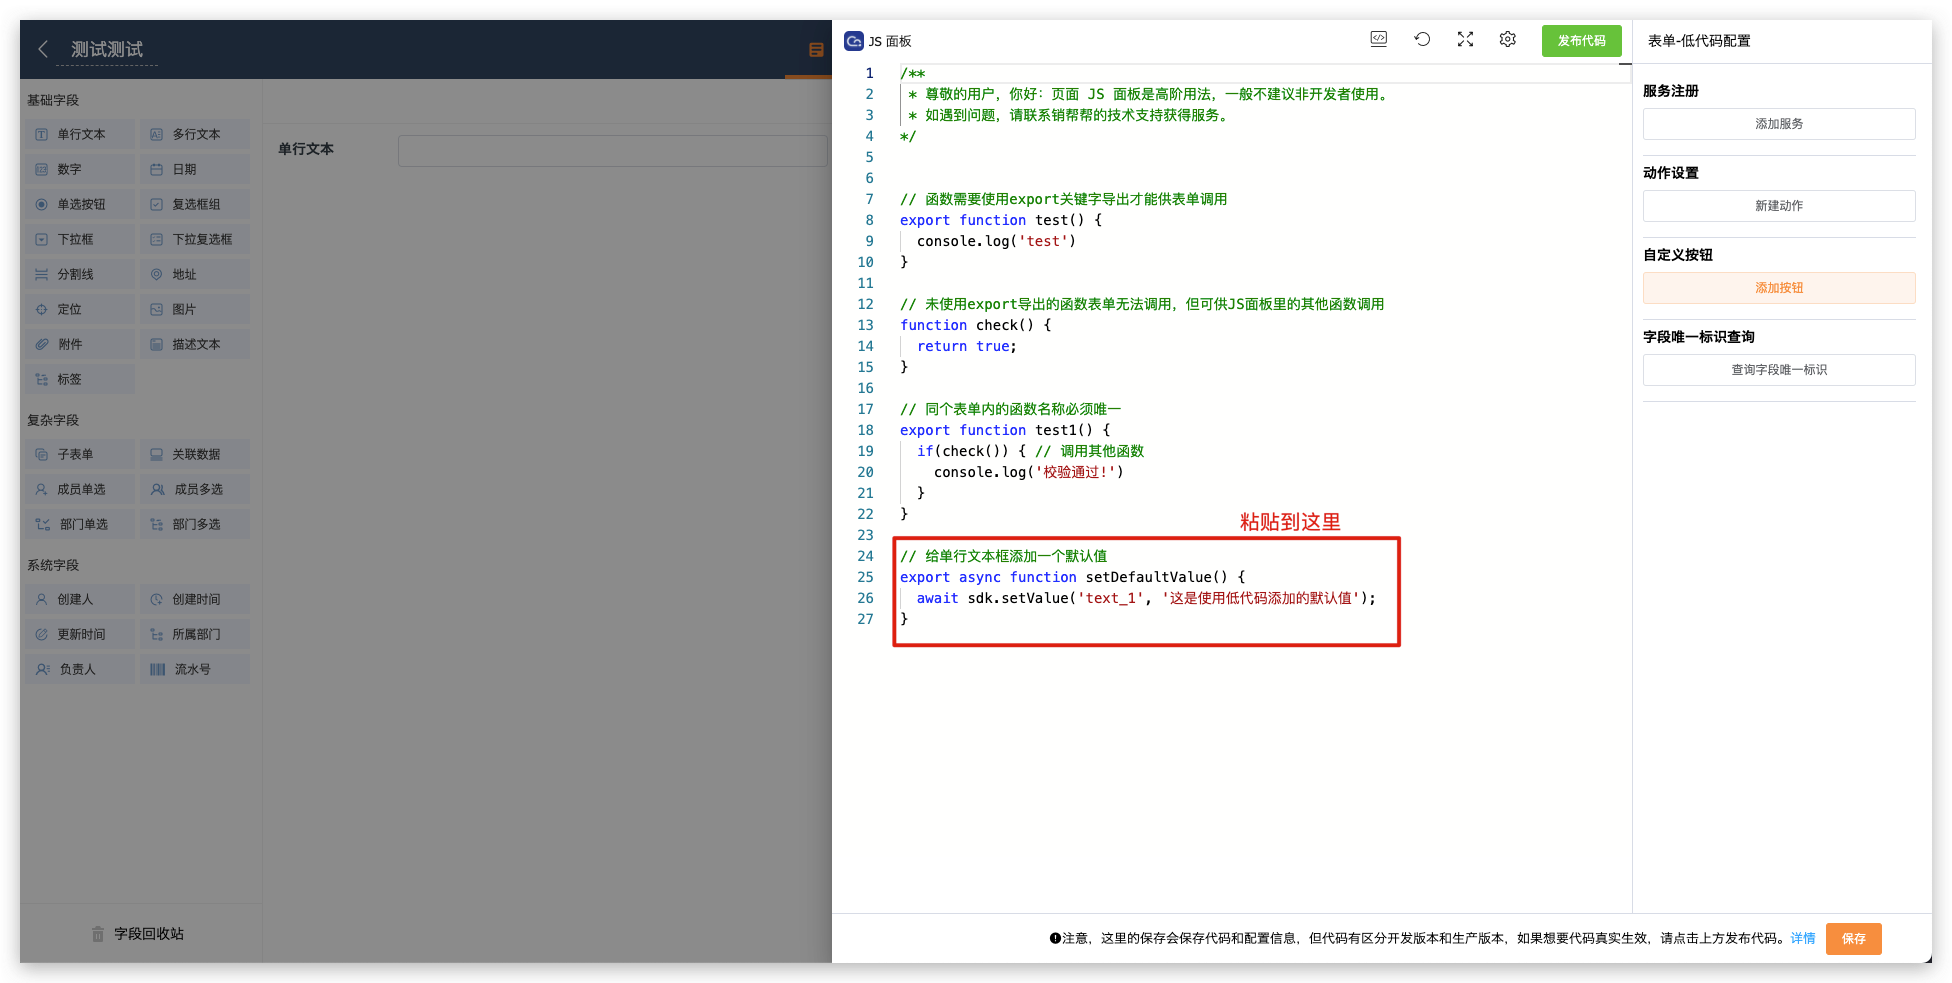 测试测试
基础字段
单行文本
多行文本
数字
日期
单选按钮
复选框组
下拉框
下拉复选框
分割线
地址
定位
图片
附件
描述文本
标签
复杂字段
子表单
关联数据
成员单选
成员多选
部门单选
部门多选
系统字段
创建人
创建时间
更新时间
所属部门
负责人
流水号
字段回收站
单行文本
JS 面板
发布代码
1 /**
2 * 尊敬的用户，你好：页面 JS 面板是高阶用法，一般不建议非开发者使用。
3 * 如遇到问题，请联系销帮帮的技术支持获得服务。
4 */
5
6
7 // 函数需要使用export关键字导出才能供表单调用
8 export function test() {
9 console.log('test')
10 }
11
12 // 未使用export导出的函数表单无法调用，但可供JS面板里的其他函数调用
13 function check() {
14 return true;
15 }
16
17 // 同个表单内的函数名称必须唯一
18 export function test1() {
19 if(check()) { // 调用其他函数
20 console.log('校验通过!')
21 }
22 }
粘贴到这里
23
24 // 给单行文本框添加一个默认值
25 export async function setDefaultValue() {
26 await sdk.setValue('text_1', '这是使用低代码添加的默认值');
27 }
表单-低代码配置
服务注册
添加服务
动作设置
新建动作
自定义按钮
添加按钮
字段唯一标识查询
查询字段唯一标识
注意，这里的保存会保存代码和配置信息，但代码有区分开发版本和生产版本，如果想要代码真实生效，请点击上方发布代码。详情
保存